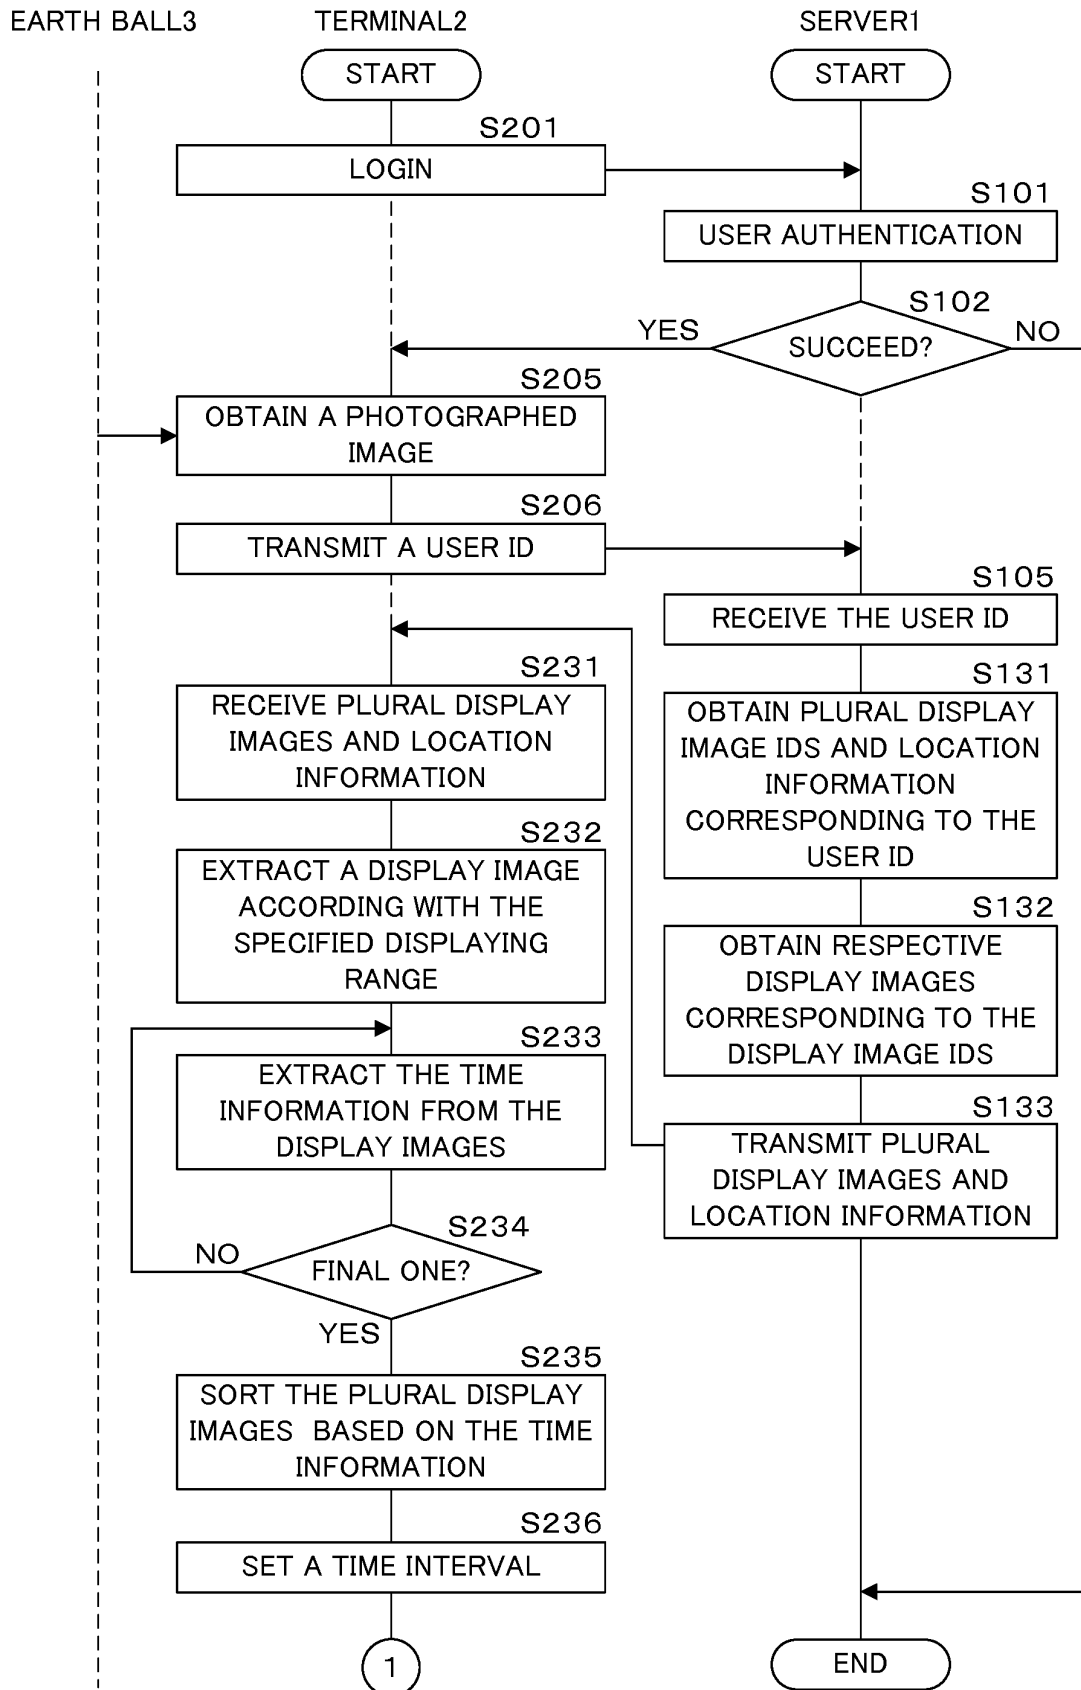 EARTH BALL3
TERMINAL2
SERVER1
START
START
S201
LOGIN
S101
USER AUTHENTICATION
S102
SUCCEED?
YES
NO
S205
OBTAIN A PHOTOGRAPHED
IMAGE
S206
TRANSMIT A USER ID
S105
RECEIVE THE USER ID
S231
RECEIVE PLURAL DISPLAY
IMAGES AND LOCATION
INFORMATION
S131
OBTAIN PLURAL DISPLAY
IMAGE IDS AND LOCATION
INFORMATION
CORRESPONDING TO THE
USER ID
S232
EXTRACT A DISPLAY IMAGE
ACCORDING WITH THE
SPECIFIED DISPLAYING
RANGE
S132
OBTAIN RESPECTIVE
DISPLAY IMAGES
CORRESPONDING TO THE
DISPLAY IMAGE IDS
S233
EXTRACT THE TIME
INFORMATION FROM THE
DISPLAY IMAGES
S133
TRANSMIT PLURAL
DISPLAY IMAGES AND
LOCATION INFORMATION
S234
FINAL ONE?
NO
YES
S235
SORT THE PLURAL DISPLAY
IMAGES BASED ON THE TIME
INFORMATION
S236
SET A TIME INTERVAL
1
END